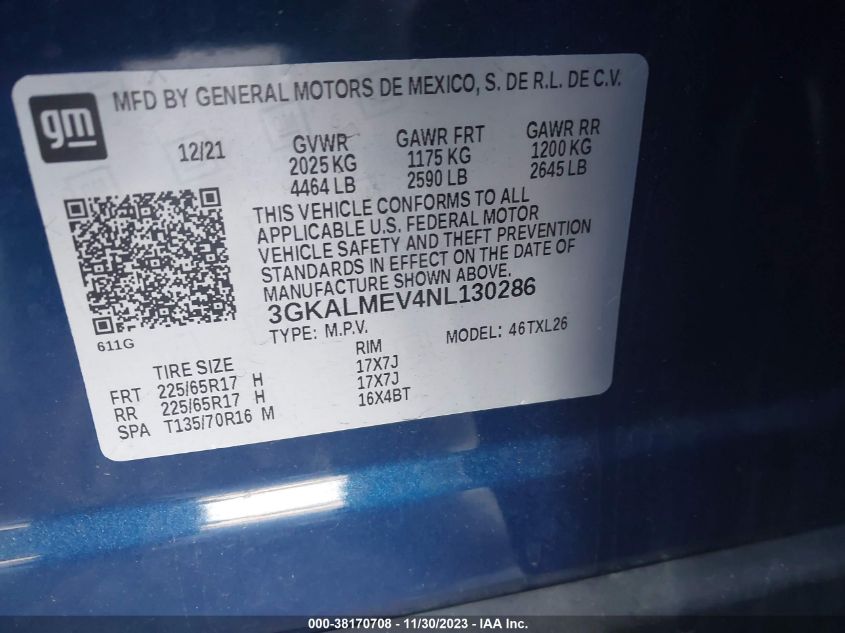 gm
MFD BY GENERAL MOTORS DE MEXICO, S. DE R.L. DE C.V.
12/21
GVWR GAWR FRT GAWR RR
2025 KG 1175 KG 1200 KG
4464 LB 2590 LB 2645 LB
THIS VEHICLE CONFORMS TO ALL
APPLICABLE U.S. FEDERAL MOTOR
VEHICLE SAFETY AND THEFT PREVENTION
STANDARDS IN EFFECT ON THE DATE OF
MANUFACTURE SHOWN ABOVE.
3GKALMEV4NL130286
TYPE: M.P.V. MODEL: 46TXL26
611G
TIRE SIZE RIM
FRT 225/65R17 H 17X7J
RR 225/65R17 H 17X7J
SPA T135/70R16 M 16X4BT
000-38170708 - 11/30/2023 - IAA Inc.